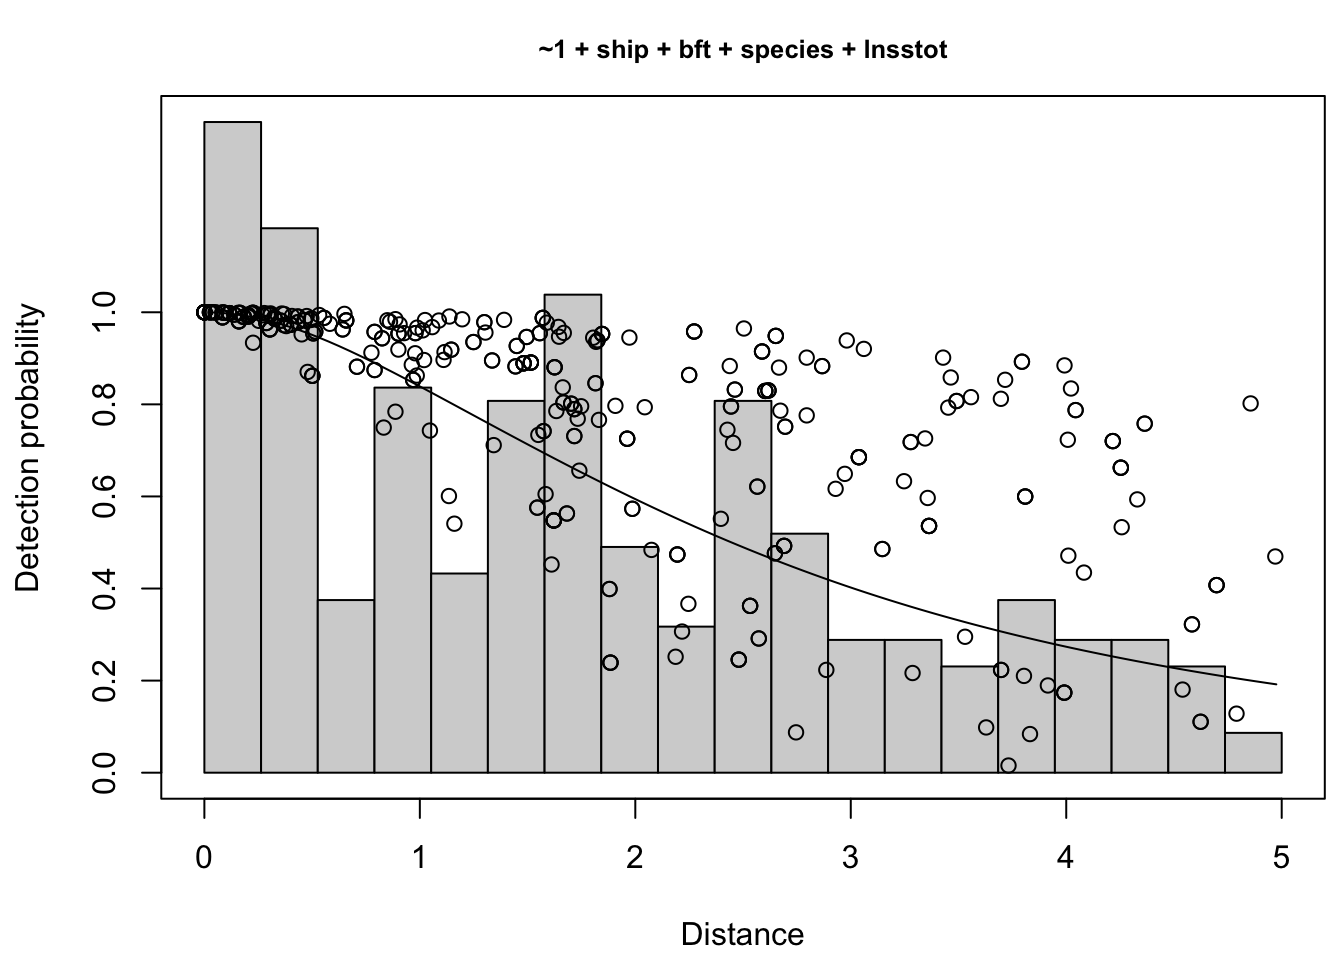 ~1 + ship + bft + species + lnsstot
Detection probability
1.0
0.8
0.6
0.4
0.2
0.0
0 1 2 3 4 5
Distance